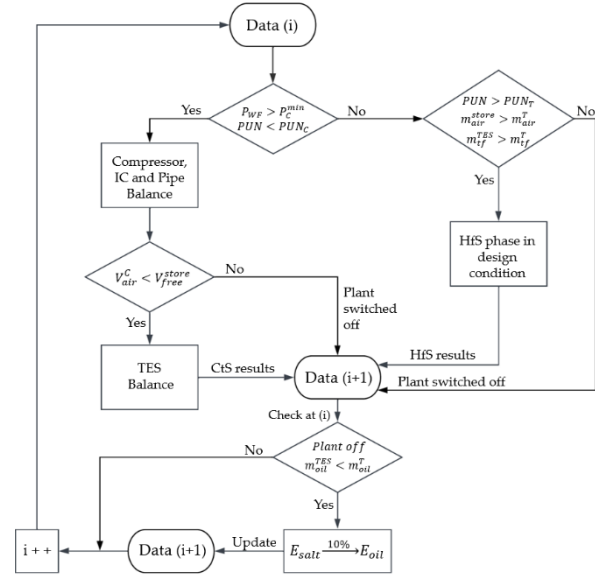 Data (i)
P_WF > P_C^min
PUN < PUN_C
Yes
No
PUN > PUN_T
m_air^store > m_air^T
m_tf^TES > m_tf^T
No
Yes
Compressor,
IC and Pipe
Balance
HfS phase in
design
condition
V_air^C < V_free^store
No
Yes
Plant
switched
off
TES
Balance
CtS results
Data (i+1)
HfS results
Plant switched off
Check at (i)
Plant off
m_oil^TES < m_oil^T
No
Yes
i + +
Data (i+1)
Update
E_salt 10%→ E_oil